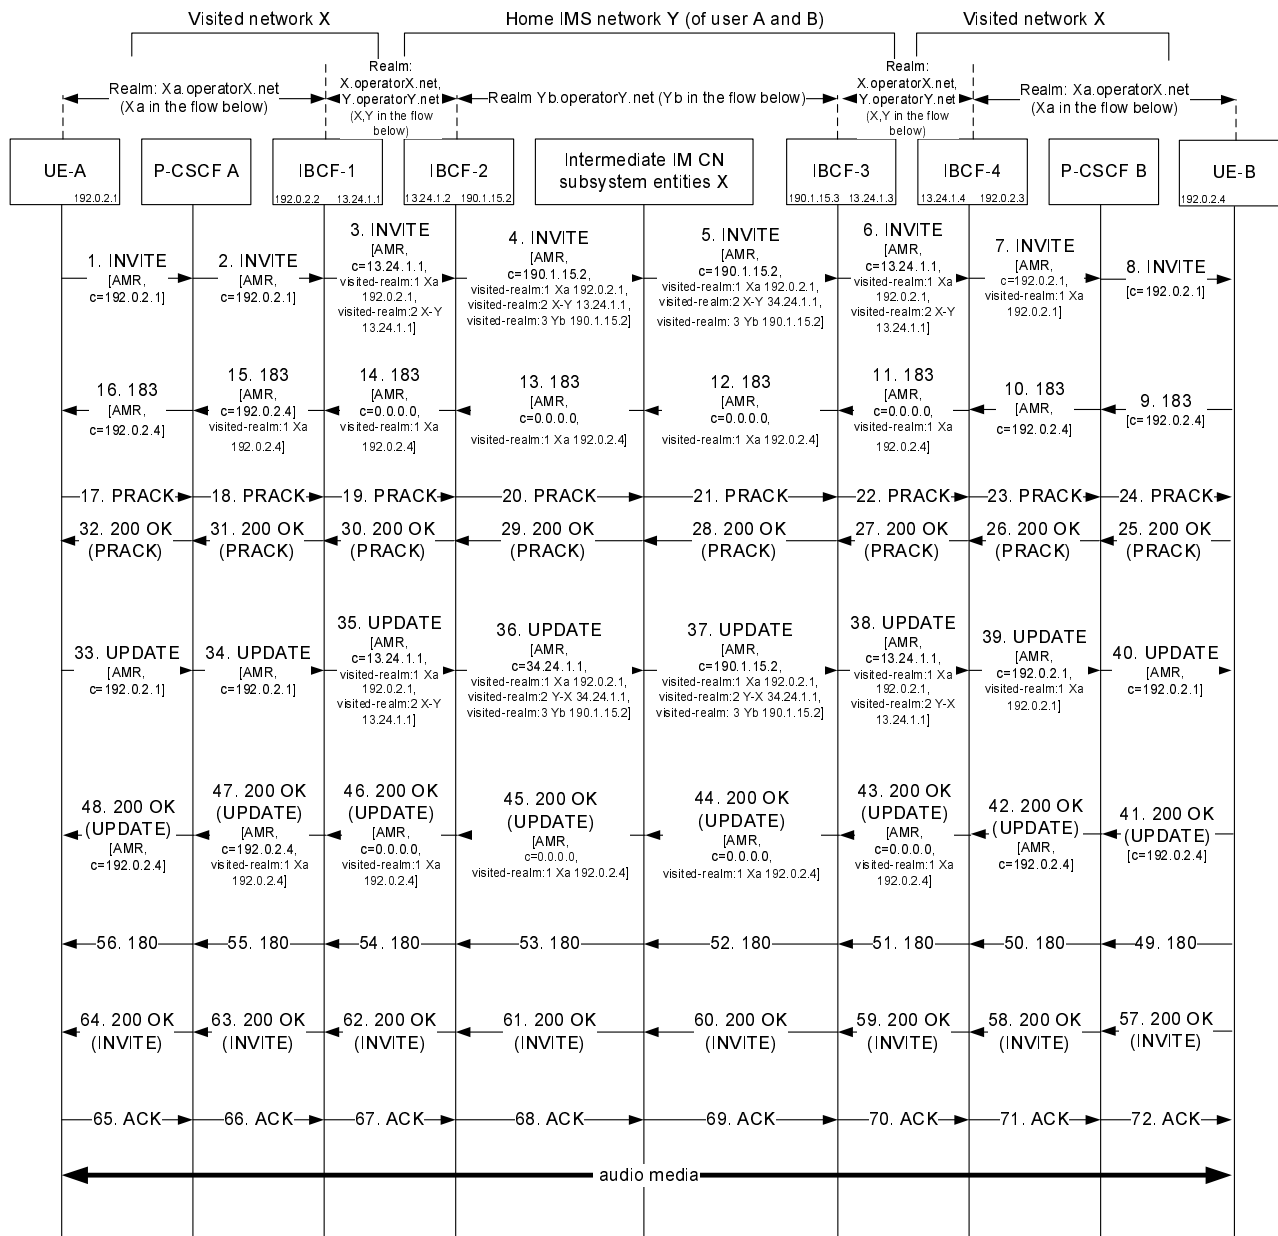 Visited network X
Home IMS network Y (of user A and B)
Visited network X
Realm: Xa.operatorX.net
(Xa in the flow below)
Realm:
X.operatorX.net,
Y.operatorY.net
(X,Y in the flow
below)
Realm Yb.operatorY.net (Yb in the flow below)
Realm:
X.operatorX.net,
Y.operatorY.net
(X,Y in the flow
below)
Realm: Xa.operatorX.net
(Xa in the flow below)
UE-A
192.0.2.1
P-CSCF A
IBCF-1
192.0.2.2 13.24.1.1
IBCF-2
13.24.1.2 190.1.15.2
Intermediate IM CN
subsystem entities X
IBCF-3
190.1.15.3 13.24.1.3
IBCF-4
13.24.1.4 192.0.2.3
P-CSCF B
UE-B
192.0.2.4
1. INVITE
[AMR,
c=192.0.2.1]
2. INVITE
[AMR,
c=192.0.2.1]
3. INVITE
[AMR,
c=13.24.1.1,
visited-realm:1 Xa
192.0.2.1,
visited-realm:2 X-Y
13.24.1.1]
4. INVITE
[AMR,
c=190.1.15.2,
visited-realm:1 Xa 192.0.2.1,
visited-realm:2 X-Y 13.24.1.1,
visited-realm:3 Yb 190.1.15.2]
5. INVITE
[AMR,
c=190.1.15.2,
visited-realm:1 Xa 192.0.2.1,
visited-realm:2 X-Y 34.24.1.1,
visited-realm: 3 Yb 190.1.15.2]
6. INVITE
[AMR,
c=13.24.1.1,
visited-realm:1 Xa
192.0.2.1,
visited-realm:2 X-Y
13.24.1.1]
7. INVITE
[AMR,
c=192.0.2.1,
visited-realm:1 Xa
192.0.2.1]
8. INVITE
[c=192.0.2.1]
16. 183
[AMR,
c=192.0.2.4]
15. 183
[AMR,
c=192.0.2.4]
visited-realm:1 Xa
192.0.2.4]
14. 183
[AMR,
c=0.0.0.0,
visited-realm:1 Xa
192.0.2.4]
13. 183
[AMR,
c=0.0.0.0,
visited-realm:1 Xa 192.0.2.4]
12. 183
[AMR,
c=0.0.0.0,
visited-realm:1 Xa 192.0.2.4]
11. 183
[AMR,
c=0.0.0.0,
visited-realm:1 Xa
192.0.2.4]
10. 183
[AMR,
c=192.0.2.4]
9. 183
[c=192.0.2.4]
17. PRACK
18. PRACK
19. PRACK
20. PRACK
21. PRACK
22. PRACK
23. PRACK
24. PRACK
32. 200 OK
(PRACK)
31. 200 OK
(PRACK)
30. 200 OK
(PRACK)
29. 200 OK
(PRACK)
28. 200 OK
(PRACK)
27. 200 OK
(PRACK)
26. 200 OK
(PRACK)
25. 200 OK
(PRACK)
33. UPDATE
[AMR,
c=192.0.2.1]
34. UPDATE
[AMR,
c=192.0.2.1]
35. UPDATE
[AMR,
c=13.24.1.1,
visited-realm:1 Xa
192.0.2.1,
visited-realm:2 X-Y
13.24.1.1]
36. UPDATE
[AMR,
c=34.24.1.1,
visited-realm:1 Xa 192.0.2.1,
visited-realm:2 Y-X 34.24.1.1,
visited-realm:3 Yb 190.1.15.2]
37. UPDATE
[AMR,
c=190.1.15.2,
visited-realm:1 Xa 192.0.2.1,
visited-realm:2 Y-X 34.24.1.1,
visited-realm: 3 Yb 190.1.15.2]
38. UPDATE
[AMR,
c=13.24.1.1,
visited-realm:1 Xa
192.0.2.1,
visited-realm:2 Y-X
13.24.1.1]
39. UPDATE
[AMR,
c=192.0.2.1,
visited-realm:1 Xa
192.0.2.1]
40. UPDATE
[AMR,
c=192.0.2.1]
48. 200 OK
(UPDATE)
[AMR,
c=192.0.2.4]
47. 200 OK
(UPDATE)
[AMR,
c=192.0.2.4,
visited-realm:1 Xa
192.0.2.4]
46. 200 OK
(UPDATE)
[AMR,
c=0.0.0.0,
visited-realm:1 Xa
192.0.2.4]
45. 200 OK
(UPDATE)
[AMR,
c=0.0.0.0,
visited-realm:1 Xa 192.0.2.4]
44. 200 OK
(UPDATE)
[AMR,
c=0.0.0.0,
visited-realm:1 Xa 192.0.2.4]
43. 200 OK
(UPDATE)
[AMR,
c=0.0.0.0,
visited-realm:1 Xa
192.0.2.4]
42. 200 OK
(UPDATE)
[AMR,
c=192.0.2.4]
41. 200 OK
(UPDATE)
[c=192.0.2.4]
56. 180
55. 180
54. 180
53. 180
52. 180
51. 180
50. 180
49. 180
64. 200 OK
(INVITE)
63. 200 OK
(INVITE)
62. 200 OK
(INVITE)
61. 200 OK
(INVITE)
60. 200 OK
(INVITE)
59. 200 OK
(INVITE)
58. 200 OK
(INVITE)
57. 200 OK
(INVITE)
65. ACK
66. ACK
67. ACK
68. ACK
69. ACK
70. ACK
71. ACK
72. ACK
audio media